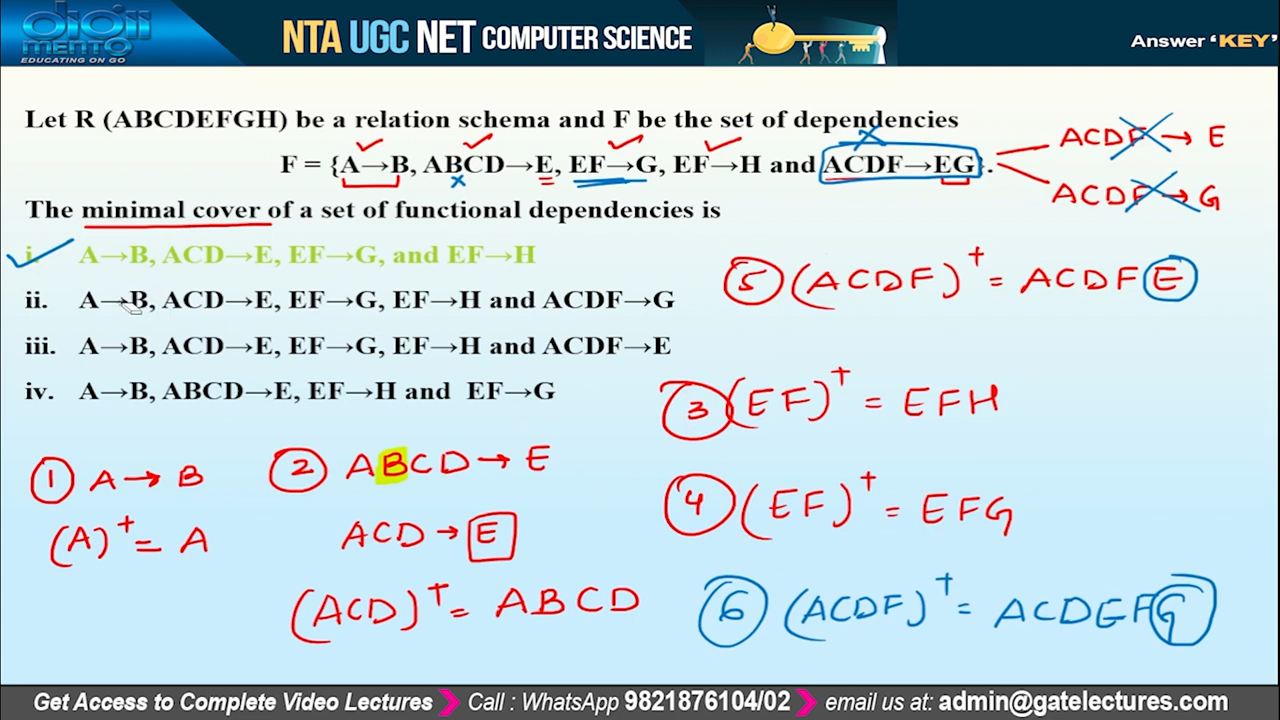 didii
mento
EDUCATING ON GO
NTA UGC NET COMPUTER SCIENCE
Answer ‘KEY’
Let R (ABCDEFGH) be a relation schema and F be the set of dependencies
F = {A→B, ABCD→E, EF→G, EF→H and ACDF→EG}.
ACDF → E
ACDF → G
The minimal cover of a set of functional dependencies is
i. A→B, ACD→E, EF→G, and EF→H
ii. A→B, ACD→E, EF→G, EF→H and ACDF→G
iii. A→B, ACD→E, EF→G, EF→H and ACDF→E
iv. A→B, ABCD→E, EF→H and EF→G
5 (ACDF)+ = ACDF E
3 (EF)+ = EFH
4 (EF)+ = EFG
6 (ACDF)+ = ACDEFG
1 A → B
(A)+ = A
2 ABCD → E
ACD → E
(ACD)+ = ABCD
Get Access to Complete Video Lectures Call : WhatsApp 9821876104/02 email us at: admin@gatelectures.com